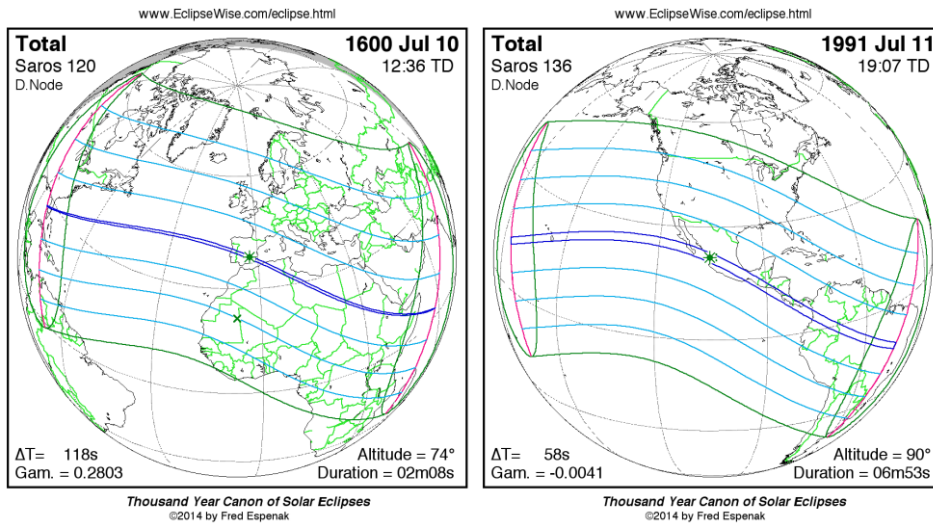 www.EclipseWise.com/eclipse.html
Total 1600 Jul 10
Saros 120 12:36 TD
D.Node
ΔT= 118s Altitude = 74°
Gam. = 0.2803 Duration = 02m08s
Thousand Year Canon of Solar Eclipses
©2014 by Fred Espenak
www.EclipseWise.com/eclipse.html
Total 1991 Jul 11
Saros 136 19:07 TD
D.Node
ΔT= 58s Altitude = 90°
Gam. = -0.0041 Duration = 06m53s
Thousand Year Canon of Solar Eclipses
©2014 by Fred Espenak